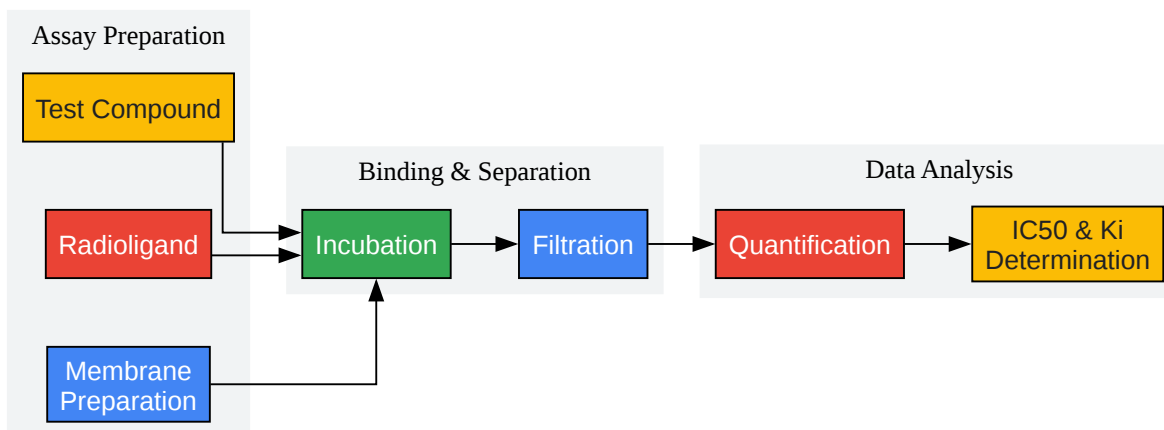 Assay Preparation
Test Compound
Radioligand
Membrane
Preparation
Binding & Separation
Incubation
Filtration
Data Analysis
Quantification
IC50 & Ki
Determination